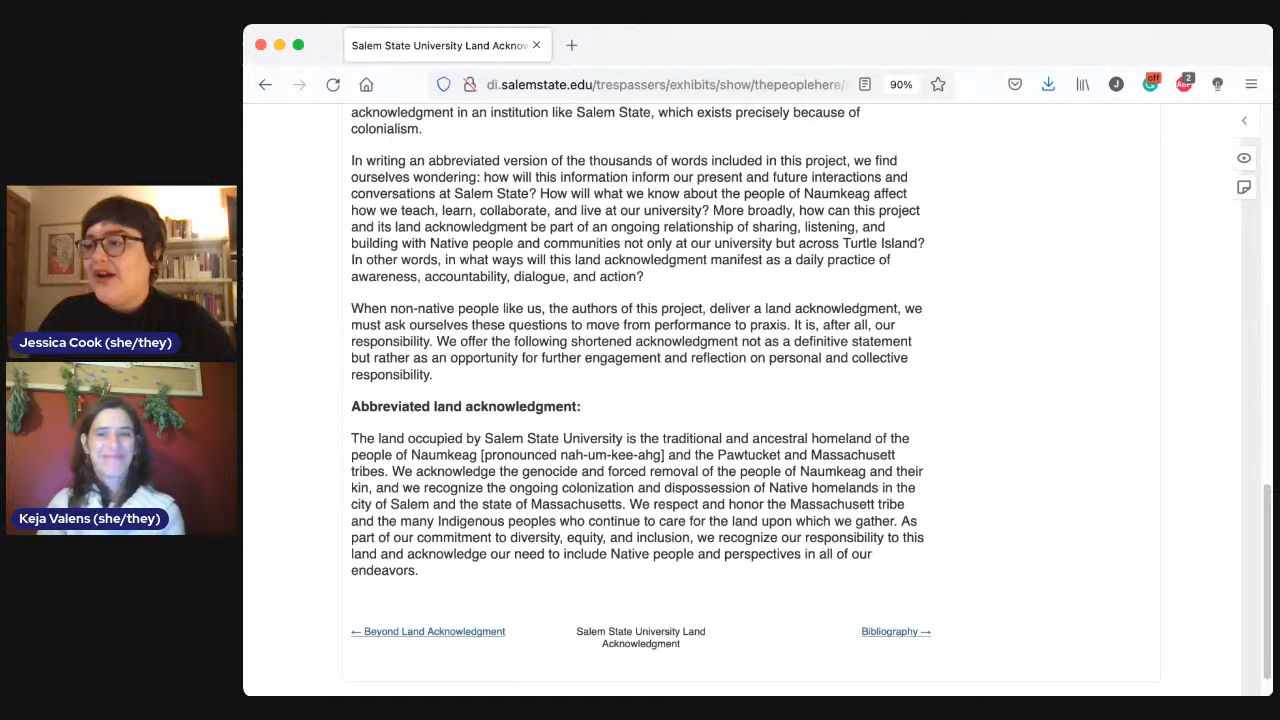 Salem State University Land Acknow
di.salemstate.edu/trespassers/exhibits/show/thepeoplehere/
90%
J
off
2
acknowledgment in an institution like Salem State, which exists precisely because of
colonialism.
In writing an abbreviated version of the thousands of words included in this project, we find
ourselves wondering: how will this information inform our present and future interactions and
conversations at Salem State? How will what we know about the people of Naumkeag affect
how we teach, learn, collaborate, and live at our university? More broadly, how can this project
and its land acknowledgment be part of an ongoing relationship of sharing, listening, and
building with Native people and communities not only at our university but across Turtle Island?
In other words, in what ways will this land acknowledgment manifest as a daily practice of
awareness, accountability, dialogue, and action?
When non-native people like us, the authors of this project, deliver a land acknowledgment, we
must ask ourselves these questions to move from performance to praxis. It is, after all, our
responsibility. We offer the following shortened acknowledgment not as a definitive statement
but rather as an opportunity for further engagement and reflection on personal and collective
responsibility.
Abbreviated land acknowledgment:
The land occupied by Salem State University is the traditional and ancestral homeland of the
people of Naumkeag [pronounced nah-um-kee-ahg] and the Pawtucket and Massachusett
tribes. We acknowledge the genocide and forced removal of the people of Naumkeag and their
kin, and we recognize the ongoing colonization and dispossession of Native homelands in the
city of Salem and the state of Massachusetts. We respect and honor the Massachusett tribe
and the many Indigenous peoples who continue to care for the land upon which we gather. As
part of our commitment to diversity, equity, and inclusion, we recognize our responsibility to this
land and acknowledge our need to include Native people and perspectives in all of our
endeavors.
← Beyond Land Acknowledgment
Salem State University Land
Acknowledgment
Bibliography →
Jessica Cook (she/they)
Keja Valens (she/they)